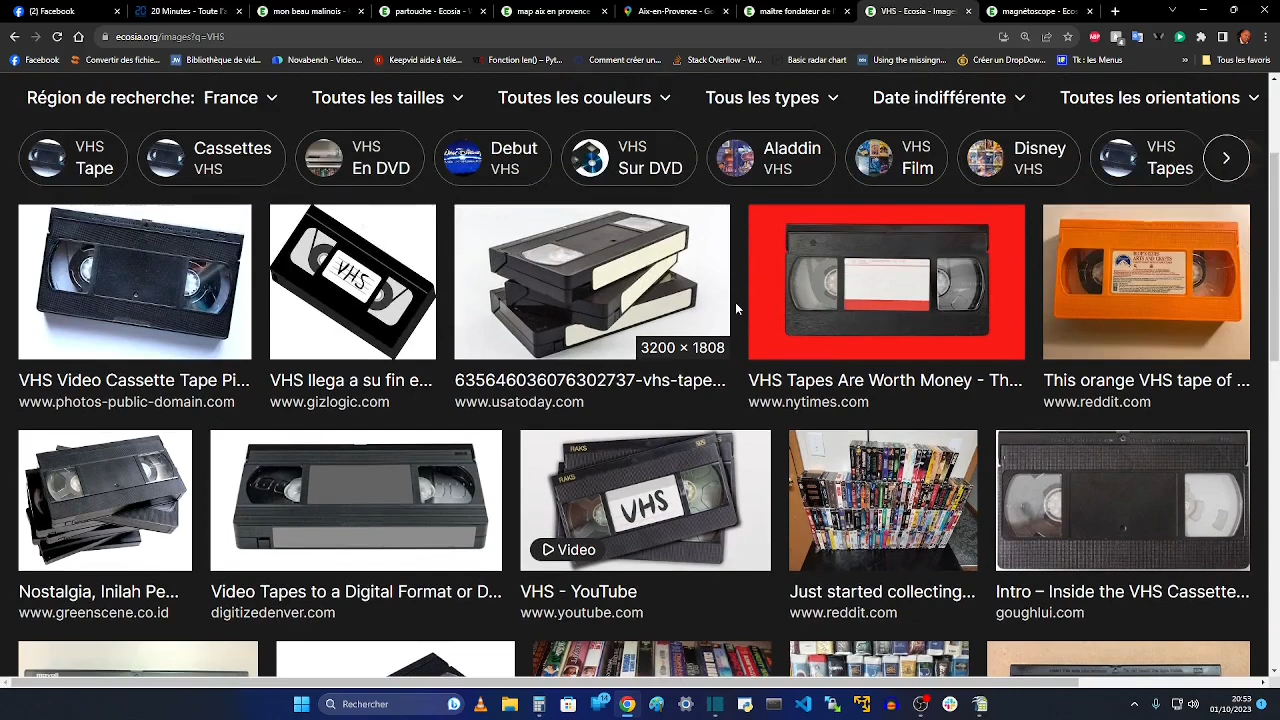 Facebook
20 Minutes - Toute l'a
mon beau malinois -
partouche - Ecosia - V
map aix en provence
Aix-en-Provence - Go
maître fondateur de l
VHS - Ecosia - Images
magnétoscope - Ecos
ecosia.org/images?q=VHS
Facebook
Convertir des fichie...
Bibliothèque de vid...
Novabench - Video...
Keepvid aide à télé...
Fonction len() – Pyt...
Comment créer un...
Stack Overflow - W...
Basic radar chart
Using the missingn...
Créer un DropDow...
Tk : les Menus
»
Tous les favoris
Région de recherche: France
Toutes les tailles
Toutes les couleurs
Tous les types
Date indifférente
Toutes les orientations
VHS
Tape
Cassettes
VHS
VHS
En DVD
Debut
VHS
VHS
Sur DVD
Aladdin
VHS
VHS
Film
Disney
VHS
VHS
Tapes
VHS
3200 × 1808
VHS Video Cassette Tape Pi...
www.photos-public-domain.com
VHS llega a su fin e...
www.gizlogic.com
635646036076302737-vhs-tape...
www.usatoday.com
VHS Tapes Are Worth Money - Th...
www.nytimes.com
This orange VHS tape of ...
www.reddit.com
RAKS
RAKS
VHS
Video
Nostalgia, Inilah Pe...
www.greenscene.co.id
Video Tapes to a Digital Format or D...
digitizedenver.com
VHS - YouTube
www.youtube.com
Just started collecting...
www.reddit.com
Intro – Inside the VHS Cassette...
goughlui.com
Rechercher
14
20:53
01/10/2023